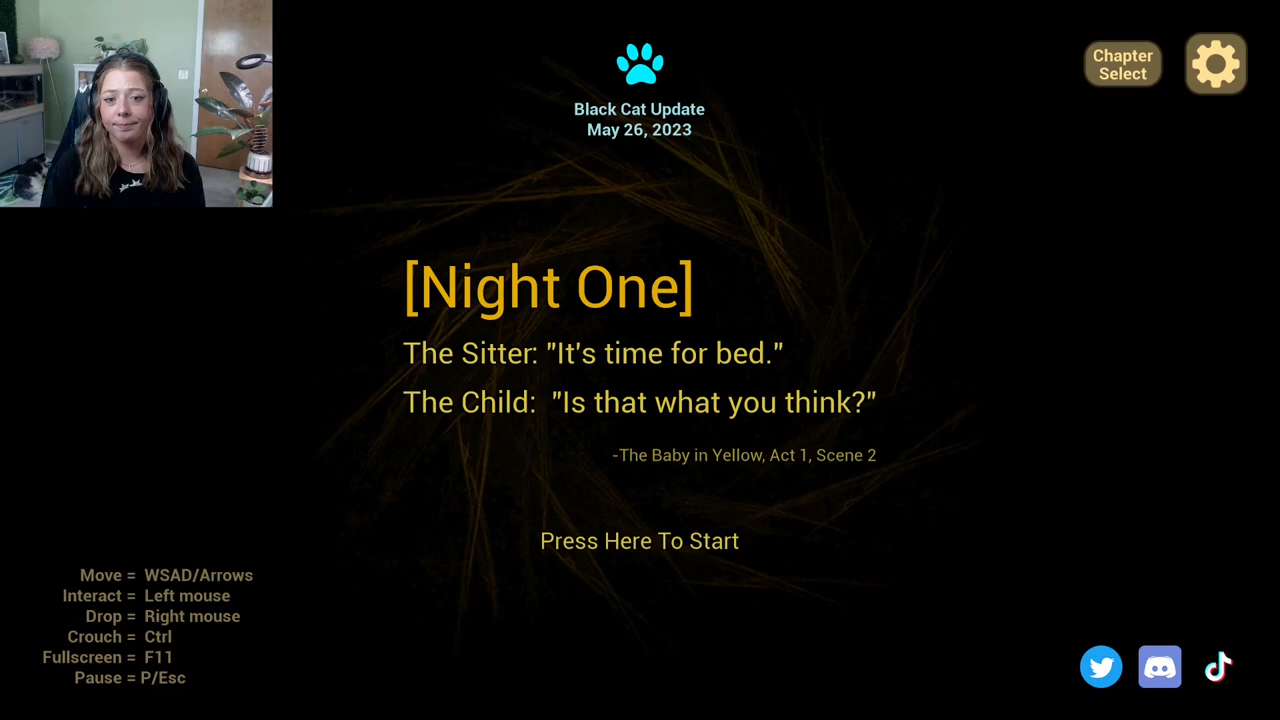 Black Cat Update
May 26, 2023
Chapter
Select
[Night One]
The Sitter: "It's time for bed."
The Child:  "Is that what you think?"
-The Baby in Yellow, Act 1, Scene 2
Press Here To Start
Move = WSAD/Arrows
Interact = Left mouse
Drop = Right mouse
Crouch = Ctrl
Fullscreen = F11
Pause = P/Esc